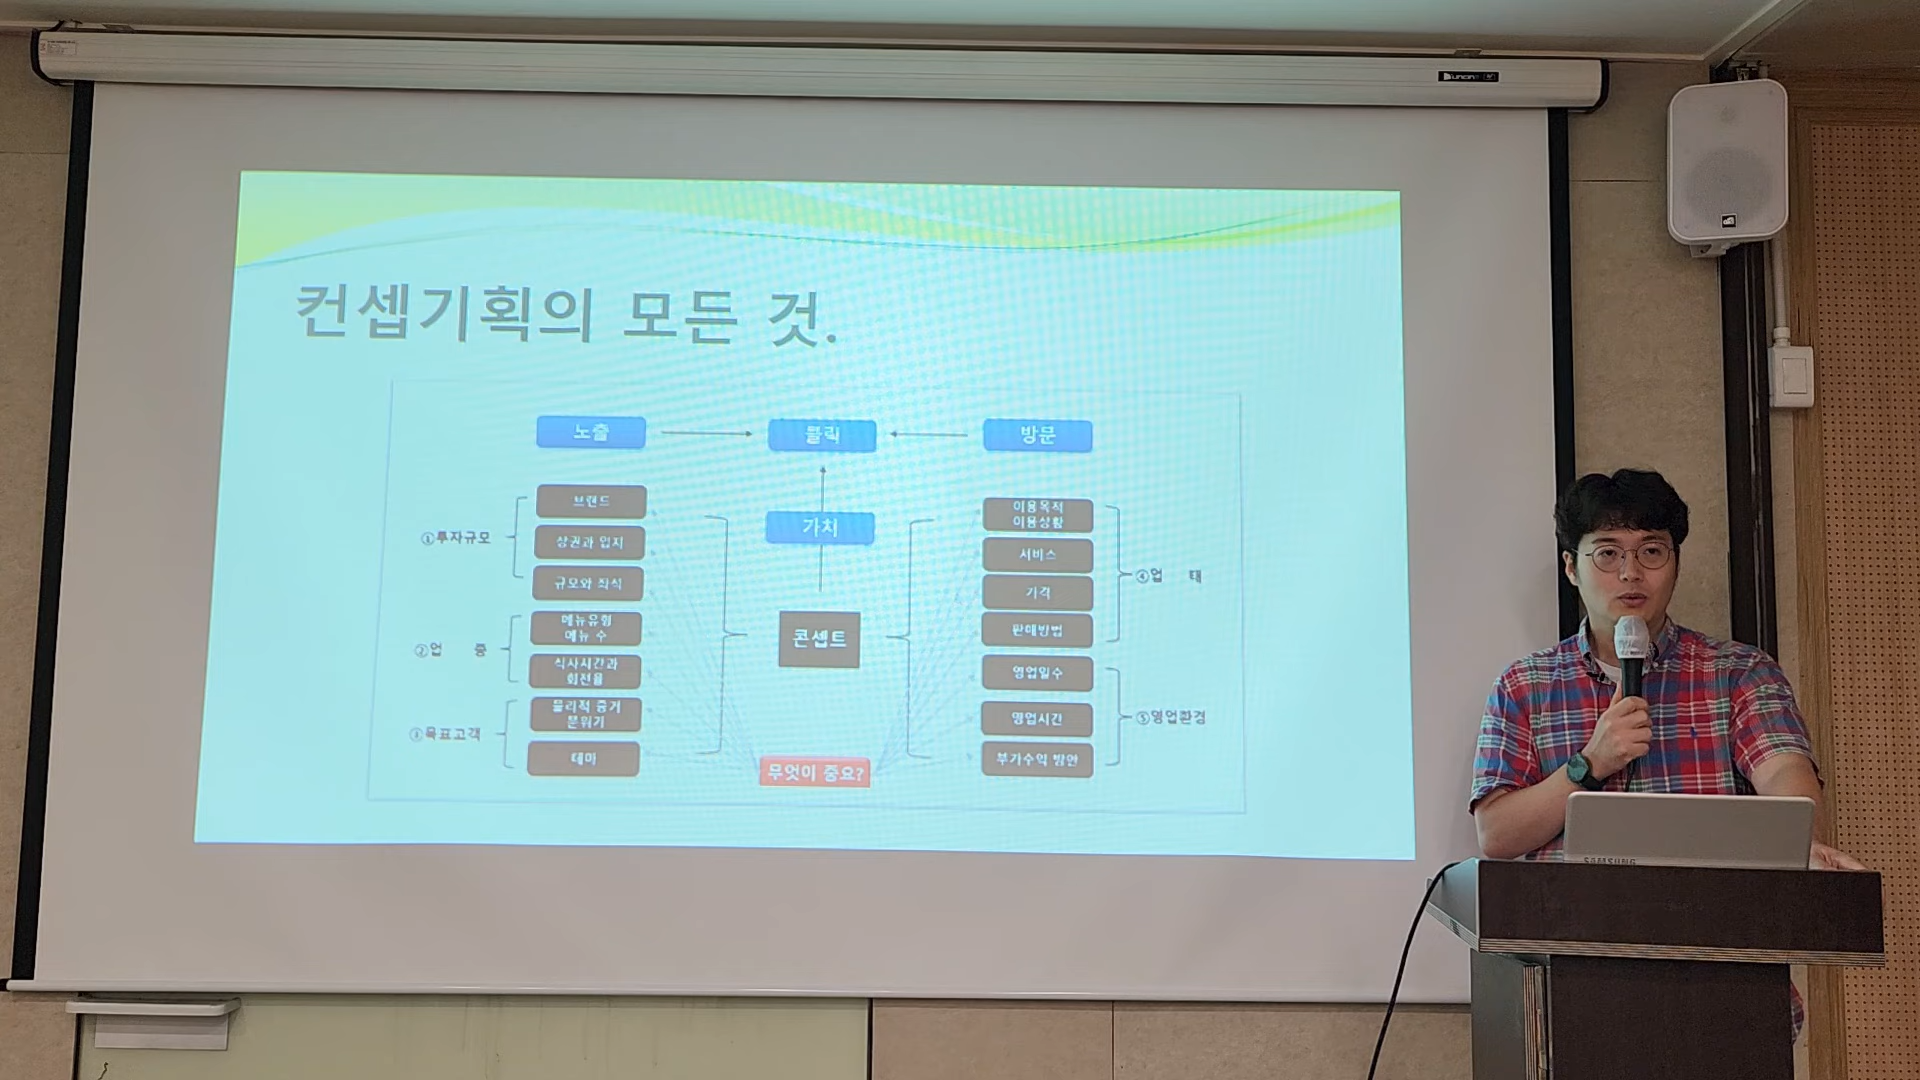 컨셉기획의 모든 것.
노출
클릭
방문
가치
콘셉트
무엇이 중요?
①투자규모
브랜드
상권과 입지
규모와 좌석
②업 종
메뉴유형
메뉴 수
식사시간과
회전율
③목표고객
물리적 증거
분위기
테마
이용목적
이용상황
서비스
가격
판매방법
④업 태
영업일수
영업시간
부가수익 방안
⑤영업환경
SAMSUNG